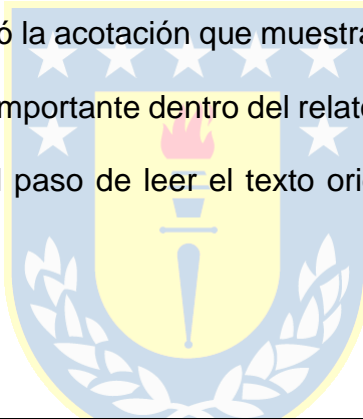 ó la acotación que muestra
mportante dentro del relato
paso de leer el texto ori